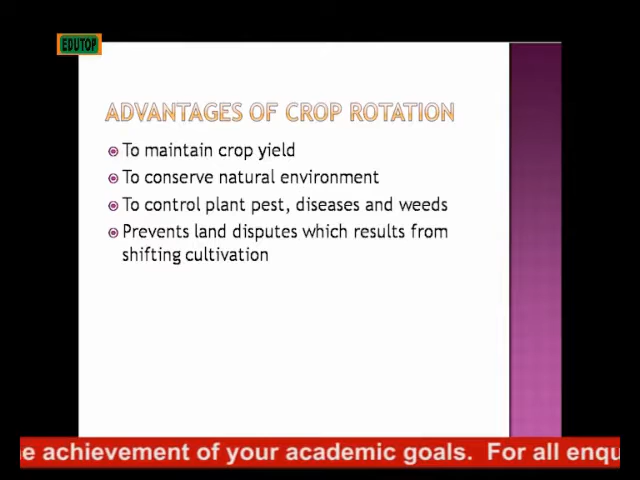 EDUTOP
ADVANTAGES OF CROP ROTATION
To maintain crop yield
To conserve natural environment
To control plant pest, diseases and weeds
Prevents land disputes which results from
shifting cultivation
e achievement of your academic goals. For all enqu